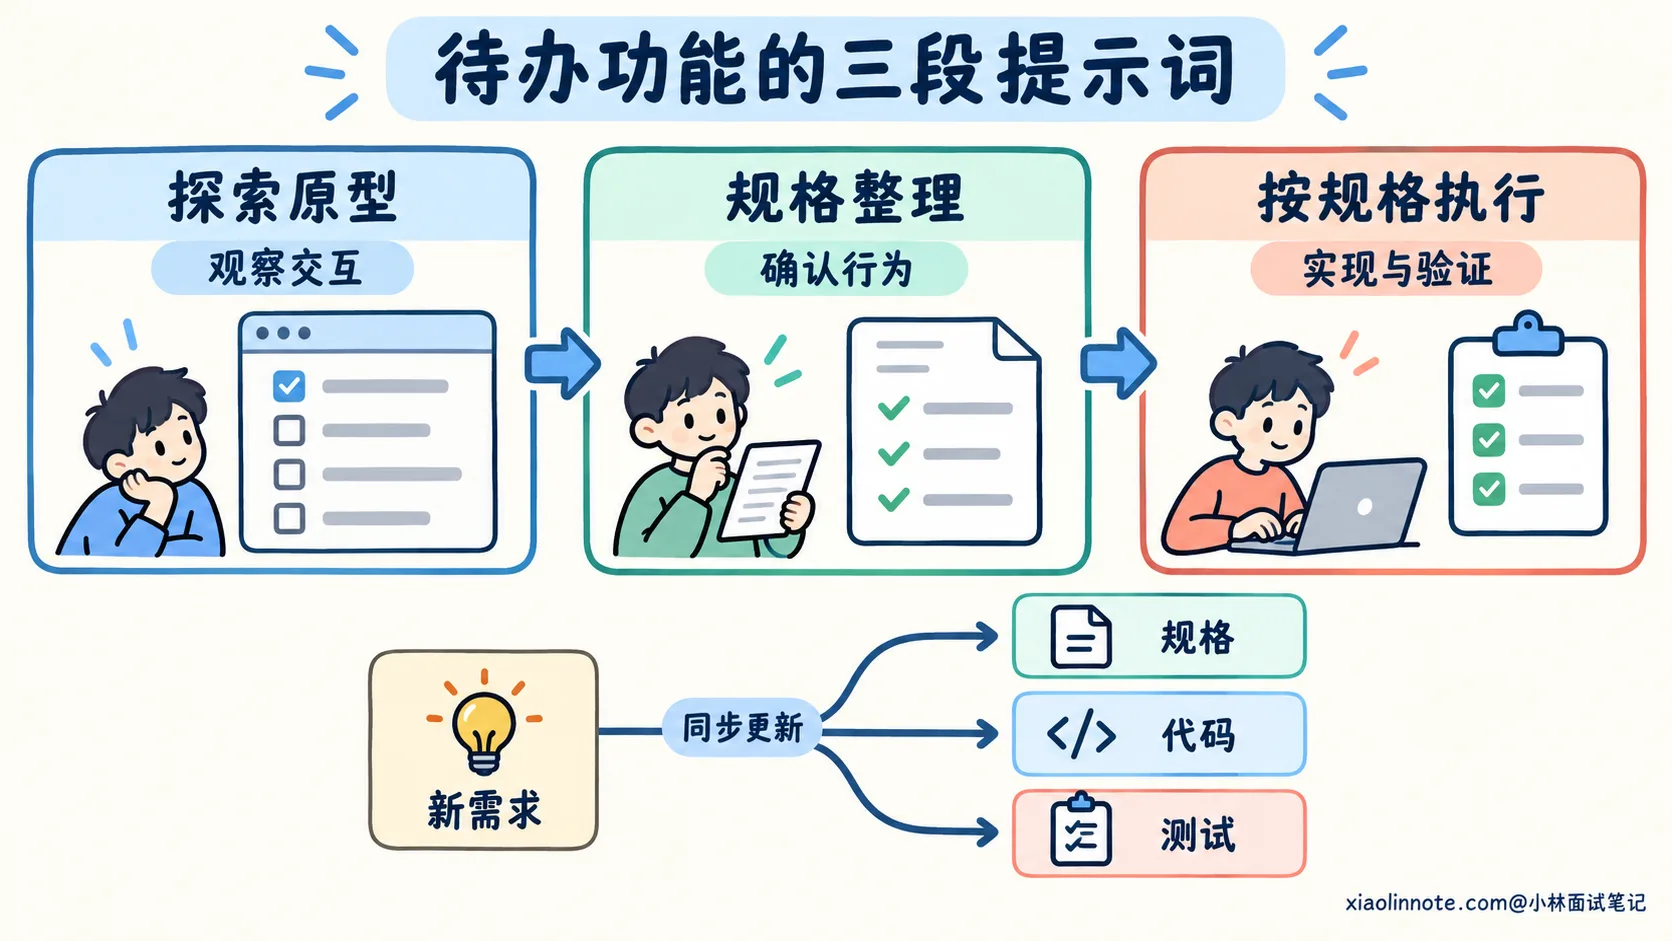 待办功能的三段提示词
探索原型
观察交互
规格整理
确认行为
按规格执行
实现与验证
新需求
同步更新
规格
</> 代码
测试
xiaolinnote.com@小林面试笔记